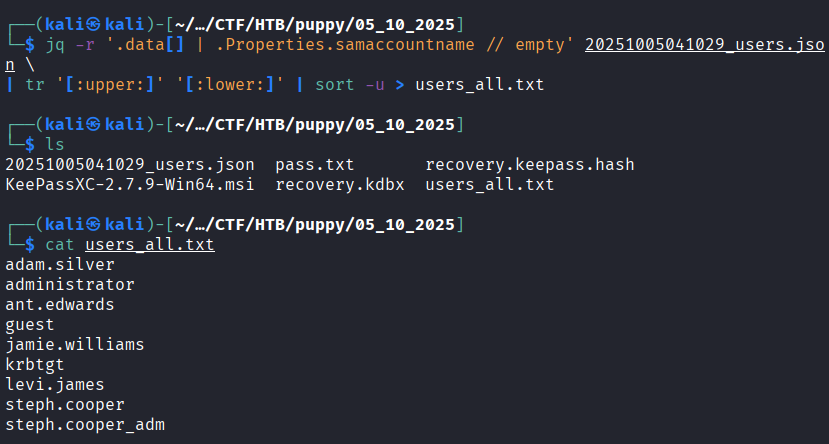 ┌──(kali㉿kali)-[~/…/CTF/HTB/puppy/05_10_2025]
└─$ jq -r '.data[] | .Properties.samaccountname // empty' 20251005041029_users.jso
n \
| tr '[:upper:]' '[:lower:]' | sort -u > users_all.txt
┌──(kali㉿kali)-[~/…/CTF/HTB/puppy/05_10_2025]
└─$ ls
20251005041029_users.json  pass.txt       recovery.keepass.hash
KeePassXC-2.7.9-Win64.msi  recovery.kdbx  users_all.txt
┌──(kali㉿kali)-[~/…/CTF/HTB/puppy/05_10_2025]
└─$ cat users_all.txt
adam.silver
administrator
ant.edwards
guest
jamie.williams
krbtgt
levi.james
steph.cooper
steph.cooper_adm